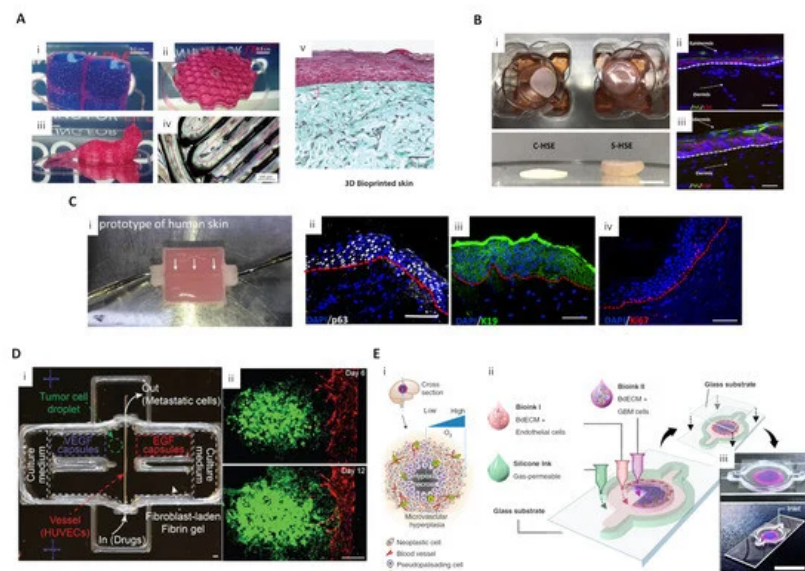 A
i
ii
iii
iv
v
3D Bioprinted skin
B
i
C-HSE
S-HSE
ii
Epidermis
Dermis
iii
Dermis
C
i
prototype of human skin
ii
DAPI/p63
iii
DAPI/K19
iv
DAPI/Ki67
D
i
Out
(Metastatic cells)
Tumor cell
droplet
VEGF
capsules
EGF
capsules
Culture
medium
Culture
medium
Vessel
(HUVECs)
In (Drugs)
Fibroblast-laden
Fibrin gel
ii
Day 6
Day 12
E
i
Cross
section
Low
High
O₂
Microvascular
hyperplasia
Neoplastic cell
Blood vessel
Pseudopalisading cell
ii
Bioink I
BdECM +
Endothelial cells
Bioink II
BdECM +
GBM cells
Silicone Ink
Gas-permeable
Glass substrate
Glass substrate
iii
Inlet